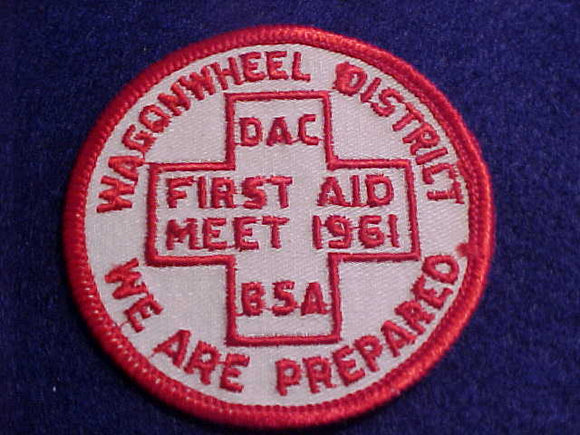 WAGONWHEEL DISTRICT
DAC
FIRST AID
MEET 1961
BSA
WE ARE PREPARED